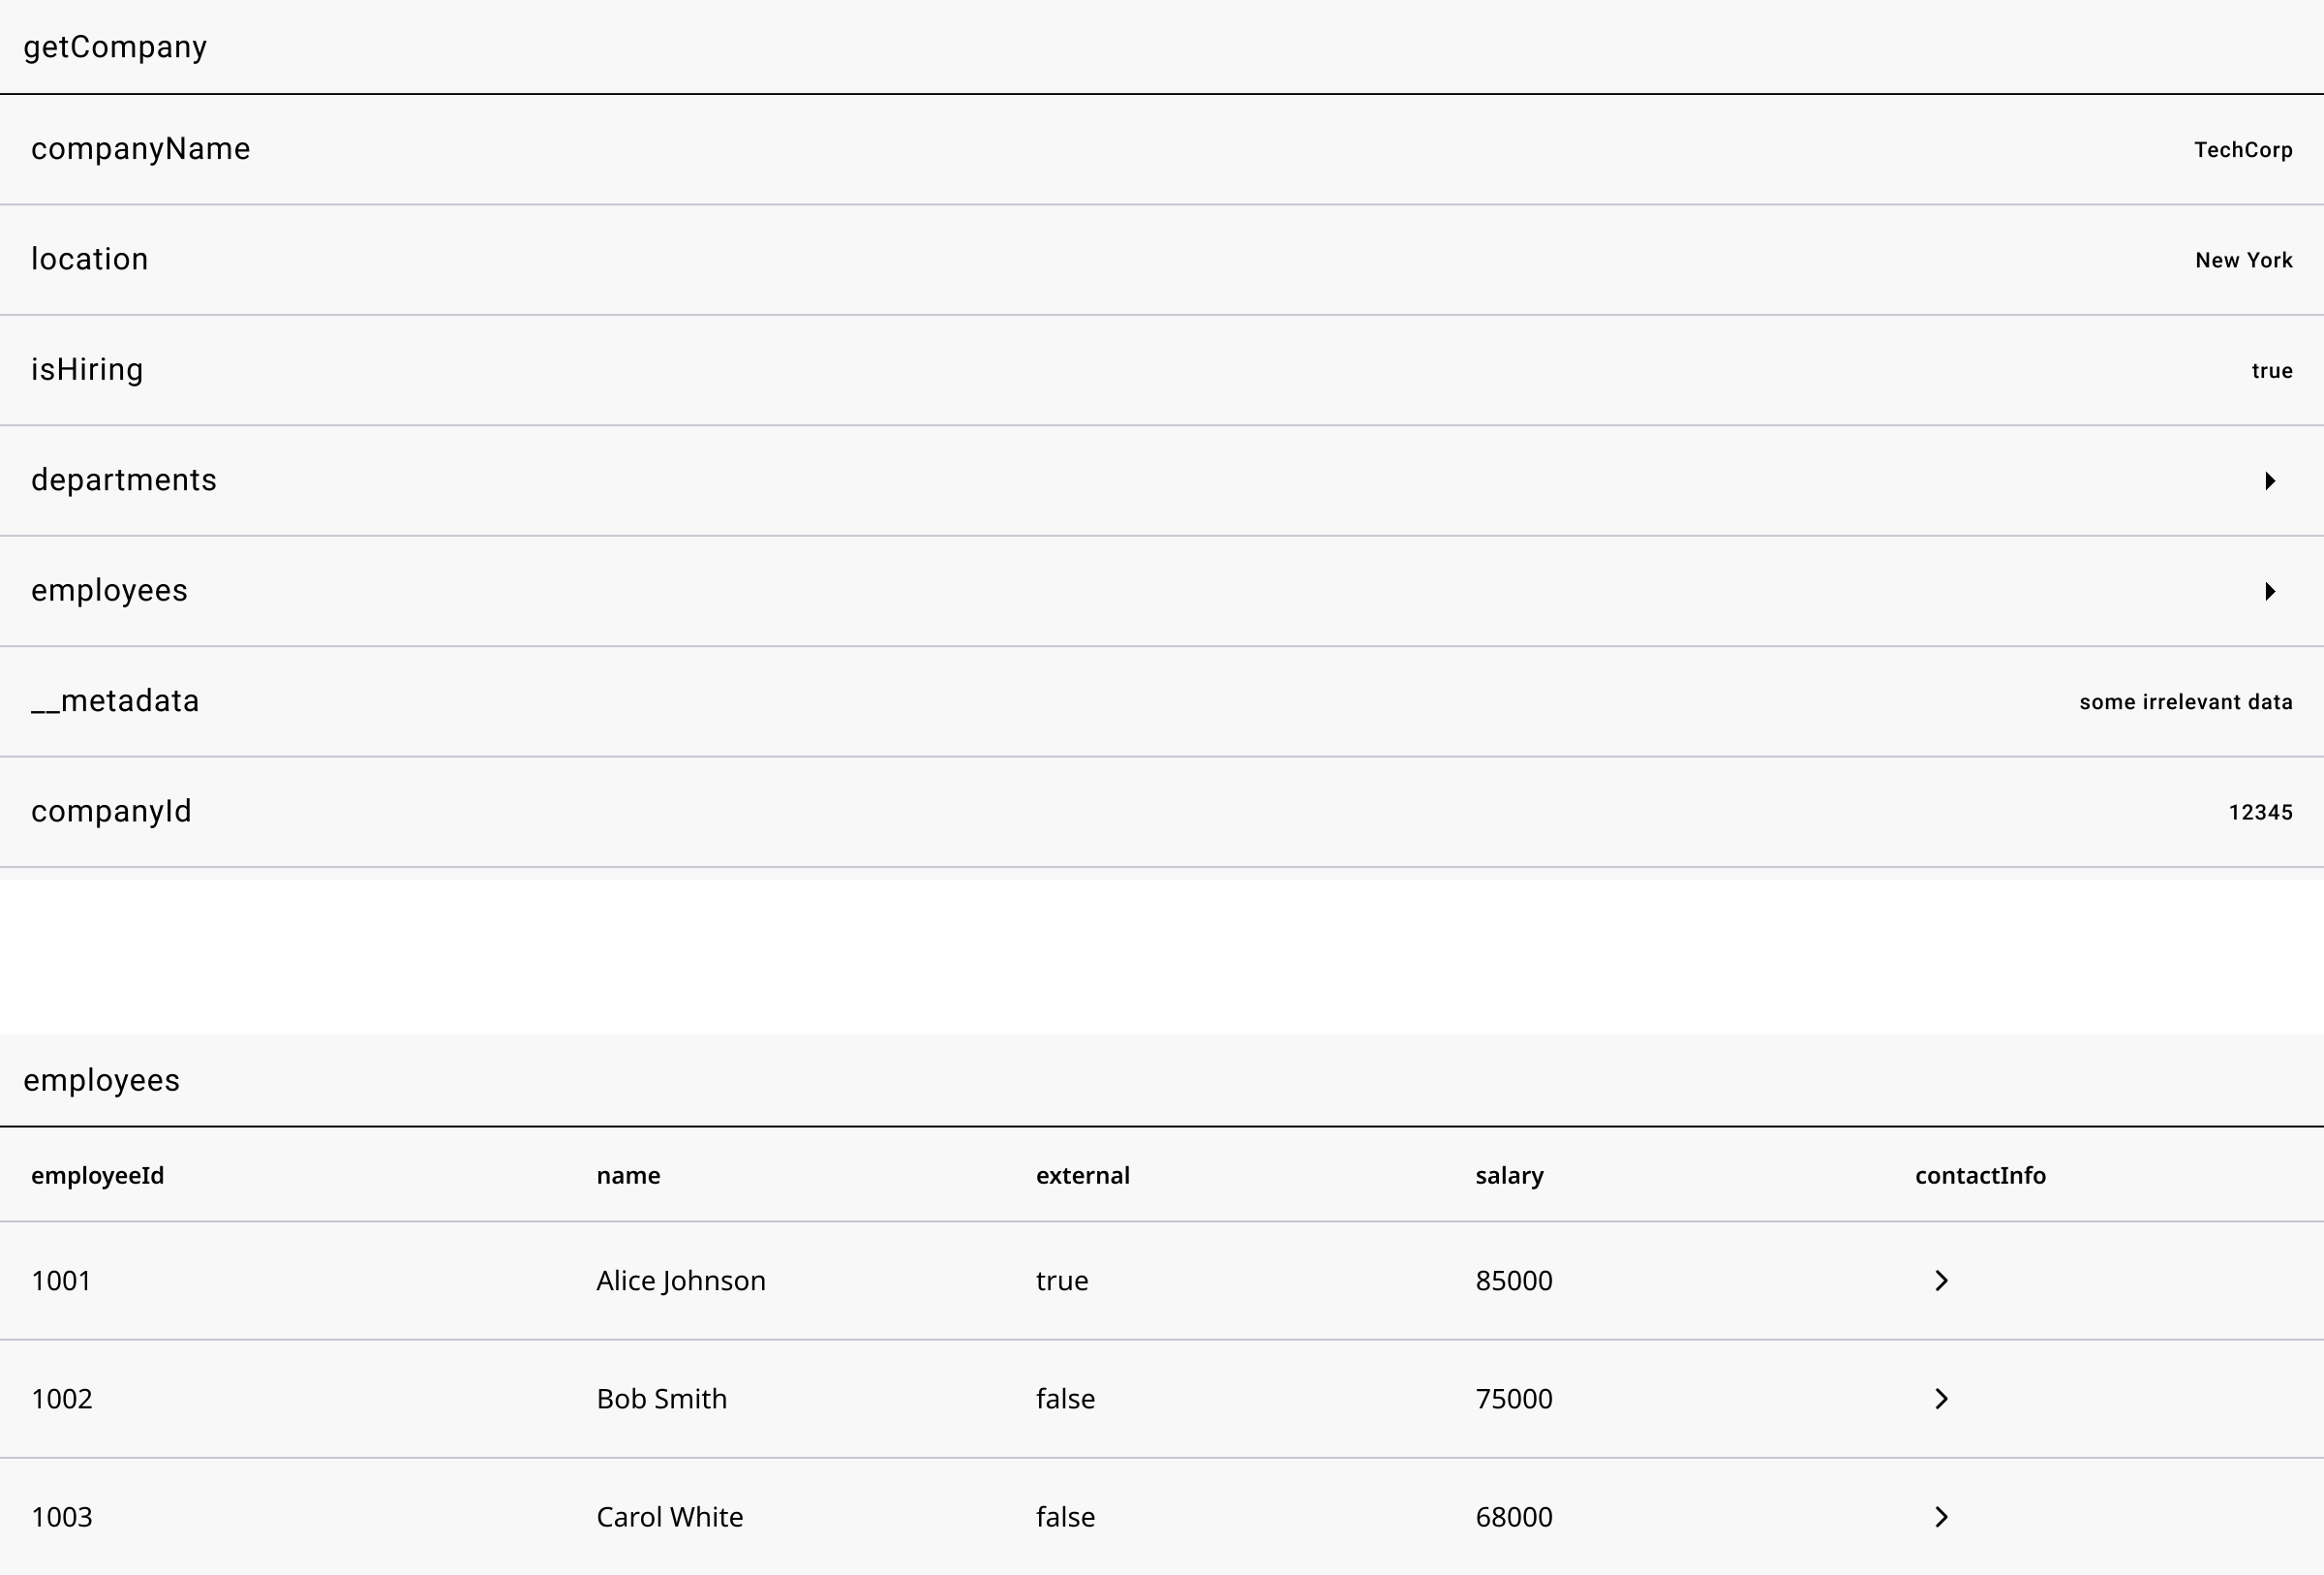 getCompany
companyName TechCorp
location New York
isHiring true
departments
employees
__metadata some irrelevant data
companyId 12345
employees
employeeId name external salary contactInfo
1001 Alice Johnson true 85000
1002 Bob Smith false 75000
1003 Carol White false 68000